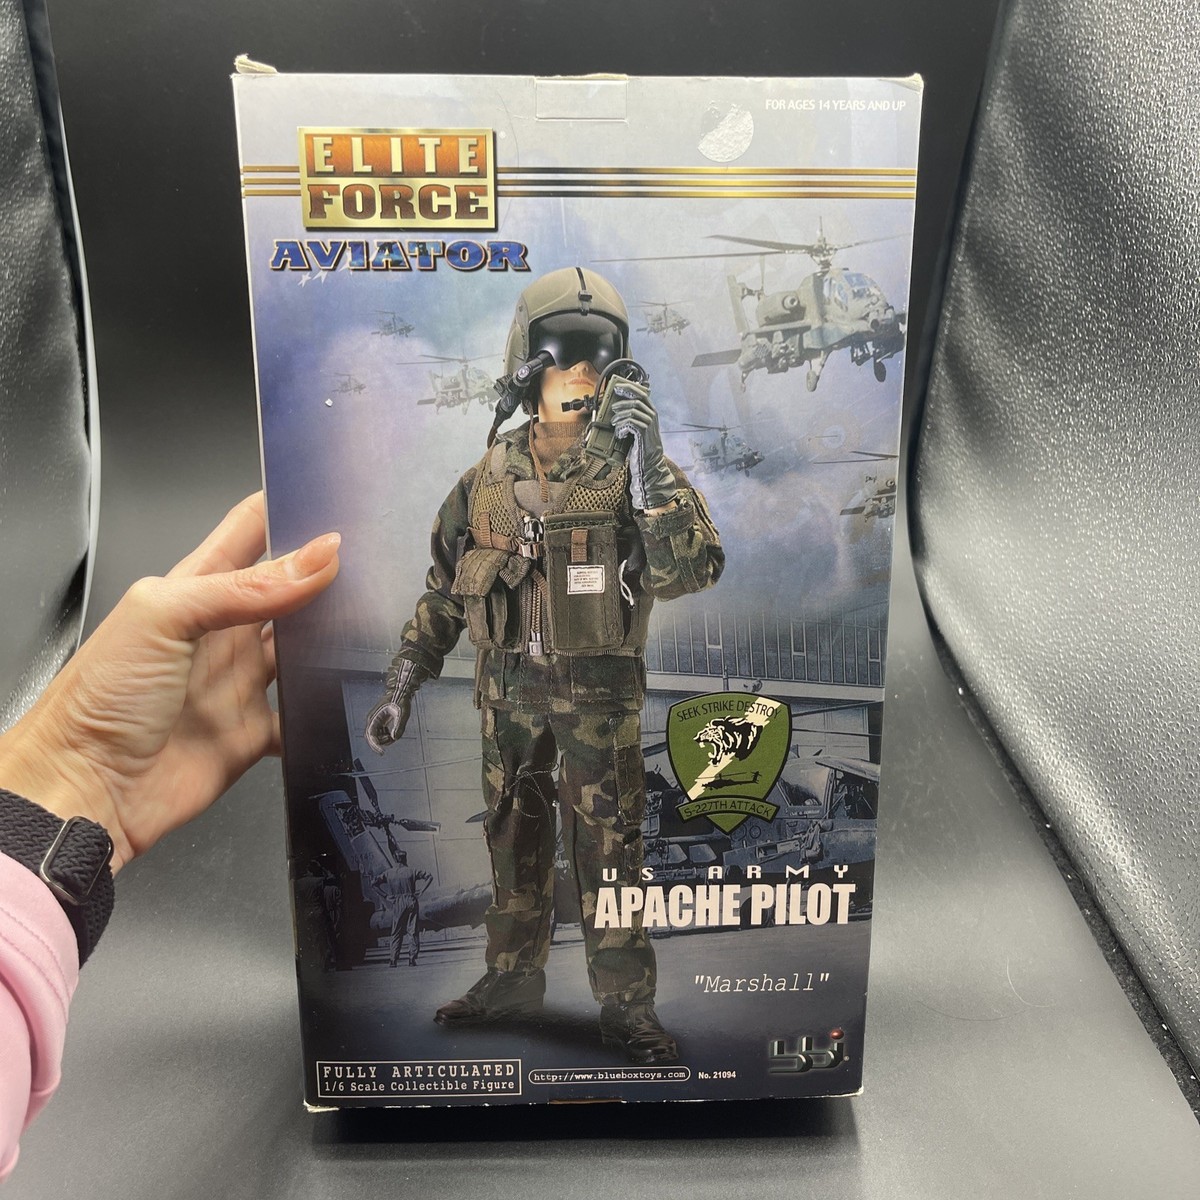 FOR AGES 14 YEARS AND UP
ELITE
FORCE
AVIATOR
SEEK STRIKE DESTROY
S-227TH ATTACK
US ARMY
APACHE PILOT
"Marshall"
bbi
FULLY ARTICULATED
1/6 Scale Collectible Figure
http://www.blueboxtoys.com
No. 21094